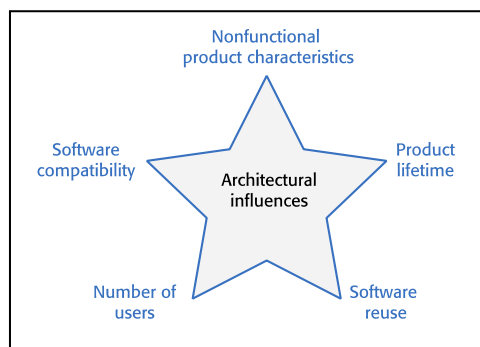 Nonfunctional
product characteristics
Software
compatibility
Product
lifetime
Architectural
influences
Number of
users
Software
reuse